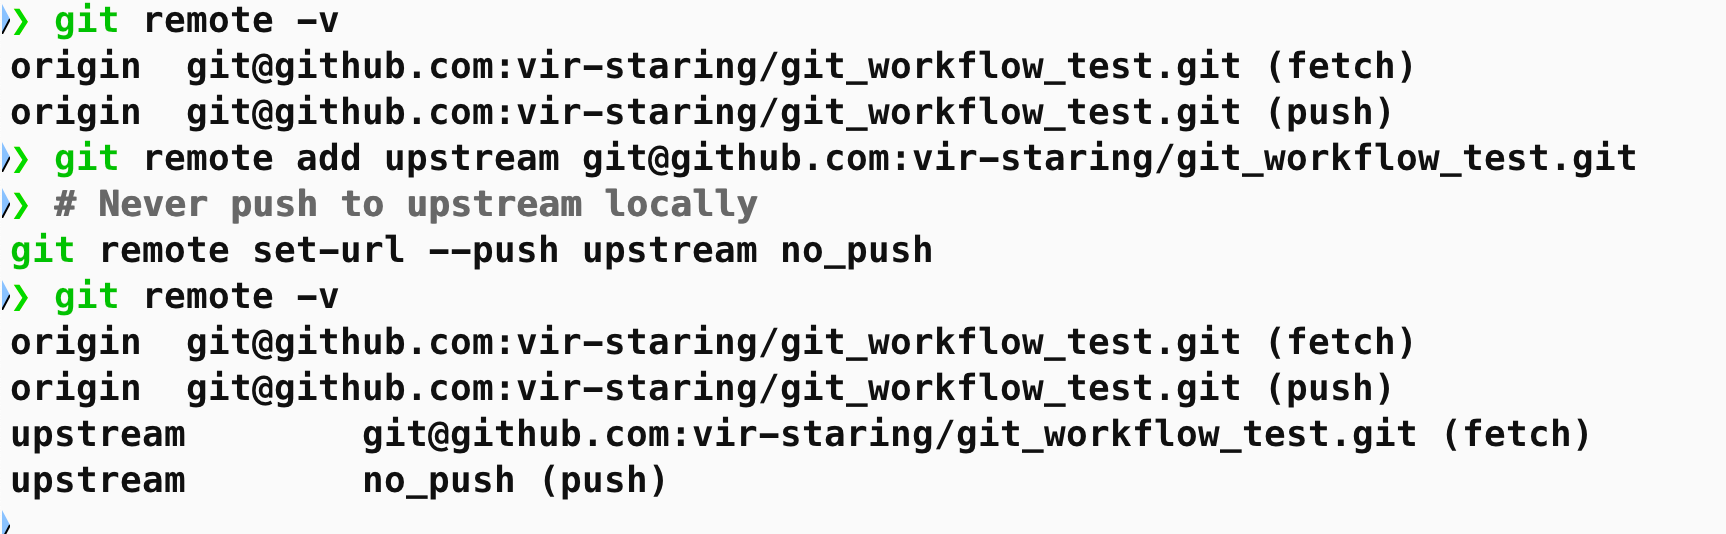 ❯ git remote -v
origin  git@github.com:vir-staring/git_workflow_test.git (fetch)
origin  git@github.com:vir-staring/git_workflow_test.git (push)
❯ git remote add upstream git@github.com:vir-staring/git_workflow_test.git
❯ # Never push to upstream locally
git remote set-url --push upstream no_push
❯ git remote -v
origin  git@github.com:vir-staring/git_workflow_test.git (fetch)
origin  git@github.com:vir-staring/git_workflow_test.git (push)
upstream        git@github.com:vir-staring/git_workflow_test.git (fetch)
upstream        no_push (push)